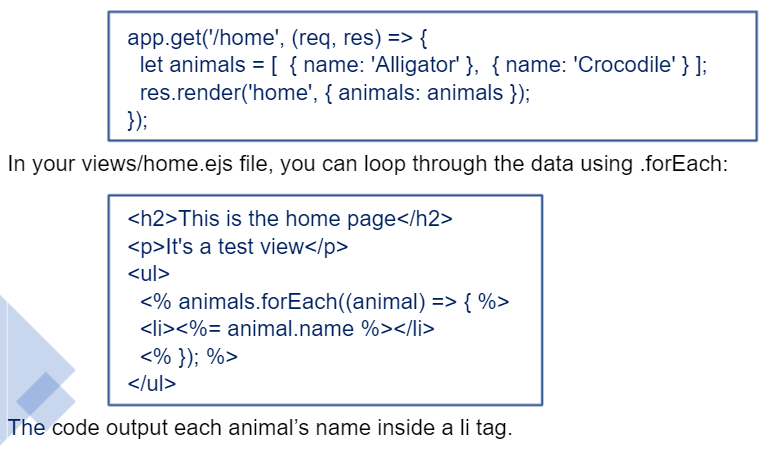 app.get('/home', (req, res) => {
let animals = [ { name: 'Alligator' }, { name: 'Crocodile' } ];
res.render('home', { animals: animals });
});
In your views/home.ejs file, you can loop through the data using .forEach:
<h2>This is the home page</h2>
<p>It's a test view</p>
<ul>
<% animals.forEach((animal) => { %>
<li><%= animal.name %></li>
<% }); %>
</ul>
The code output each animal’s name inside a li tag.